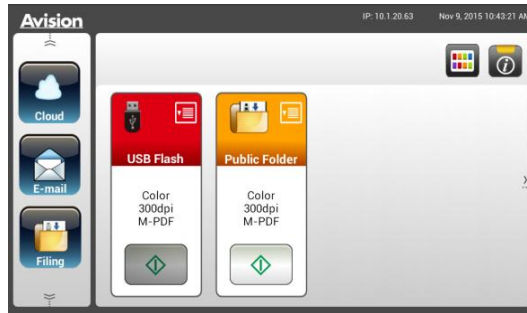 Avision
IP: 10.1.20.63 Nov 9, 2015 10:43:21 AM
Cloud
E-mail
Filing
USB Flash
Color
300dpi
M-PDF
Public Folder
Color
300dpi
M-PDF